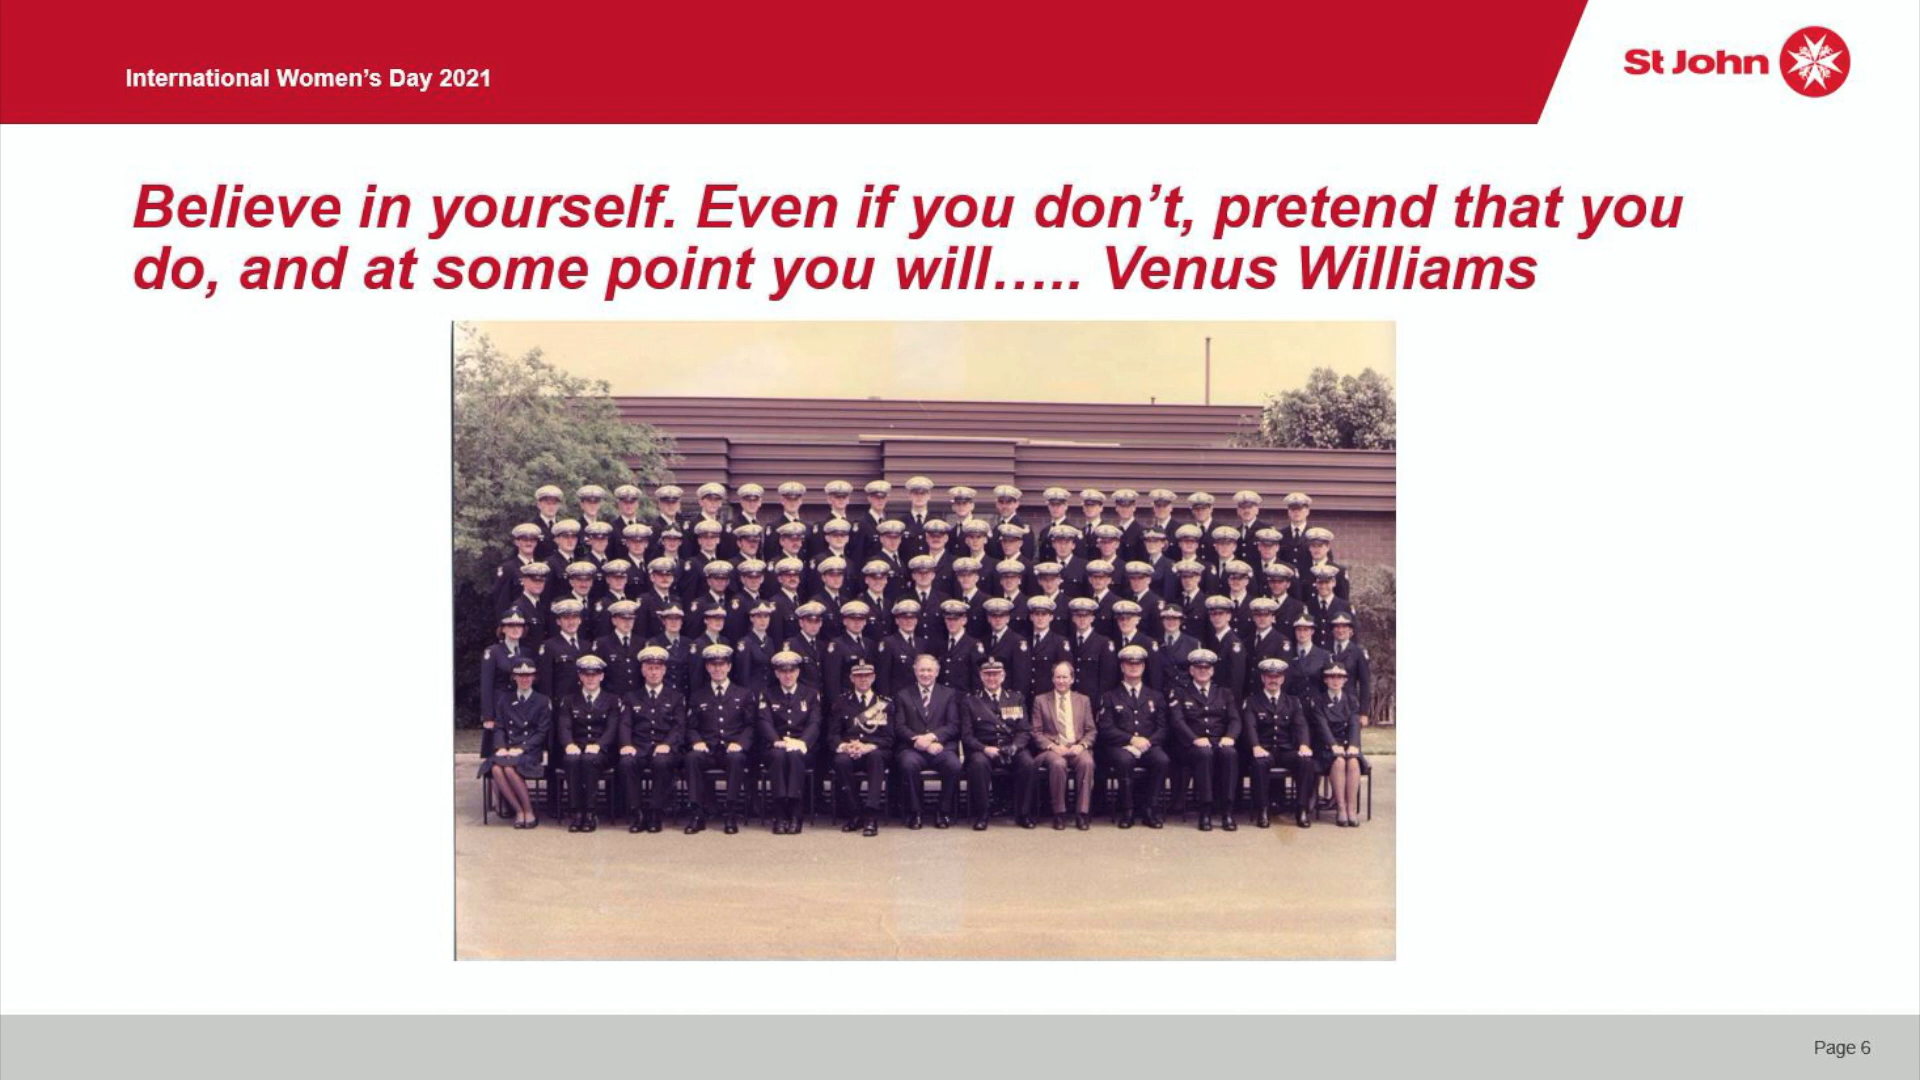 International Women’s Day 2021
St John
Believe in yourself. Even if you don’t, pretend that you
do, and at some point you will….. Venus Williams
Page 6